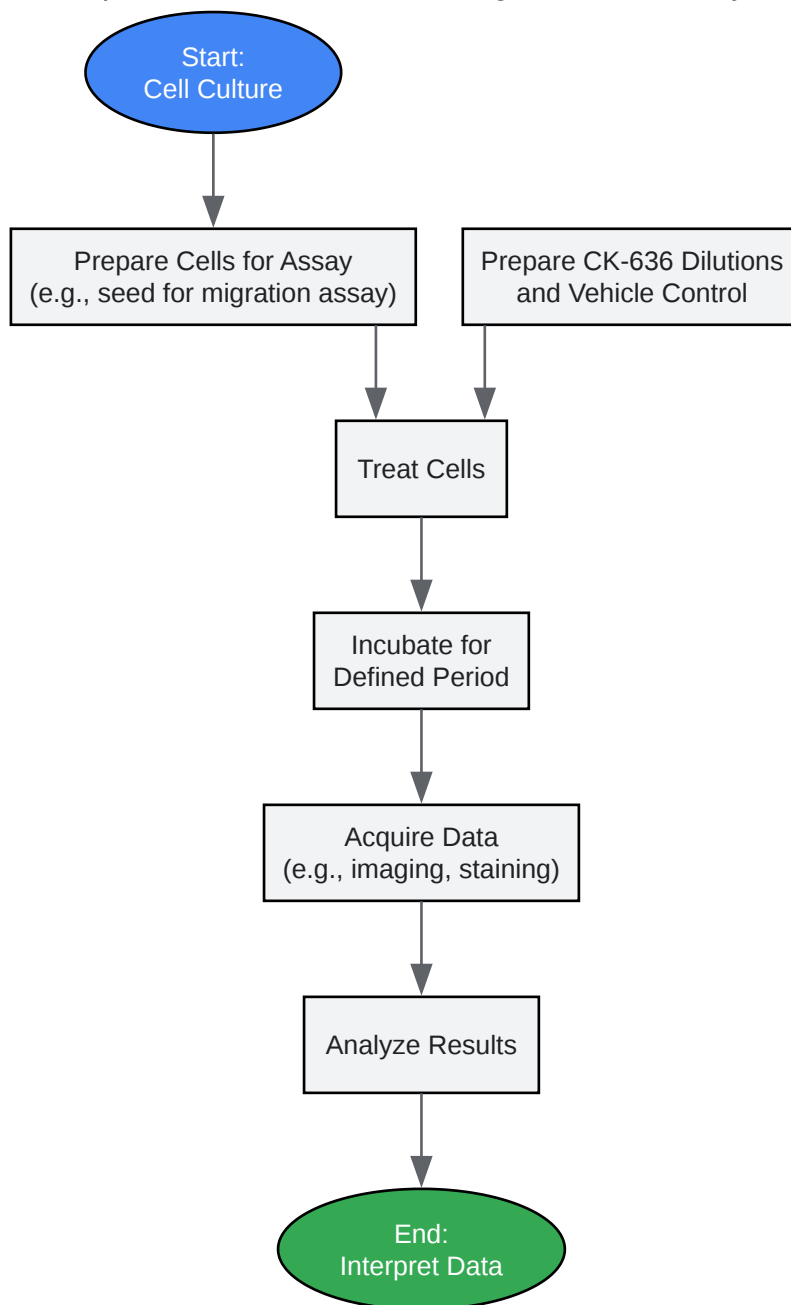 Start:
Cell Culture
Prepare Cells for Assay
(e.g., seed for migration assay)
Prepare CK-636 Dilutions
and Vehicle Control
Treat Cells
Incubate for
Defined Period
Acquire Data
(e.g., imaging, staining)
Analyze Results
End:
Interpret Data